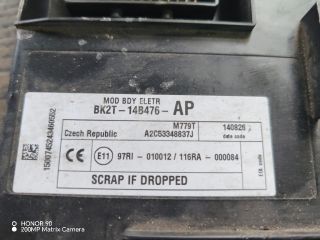 MOD BDY ELETR
BK2T-14B476-AP
M779T
140826
Czech Republic
A2C53348837J
date code
E11 97RI-010012/116RA-000084
SCRAP IF DROPPED
HONOR 90
200MP Matrix Camera